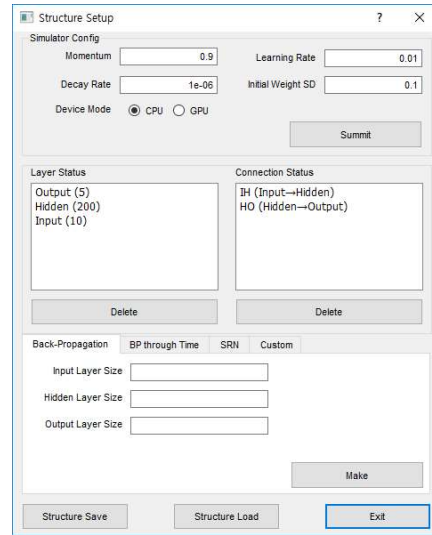 Structure Setup ? ×
Simulator Config
Momentum 0.9 Learning Rate 0.01
Decay Rate 1e-06 Initial Weight SD 0.1
Device Mode CPU GPU
Summit
Layer Status Connection Status
Output (5) IH (Input→Hidden)
Hidden (200) HO (Hidden→Output)
Input (10)
Delete Delete
Back-Propagation BP through Time SRN Custom
Input Layer Size
Hidden Layer Size
Output Layer Size
Make
Structure Save Structure Load Exit